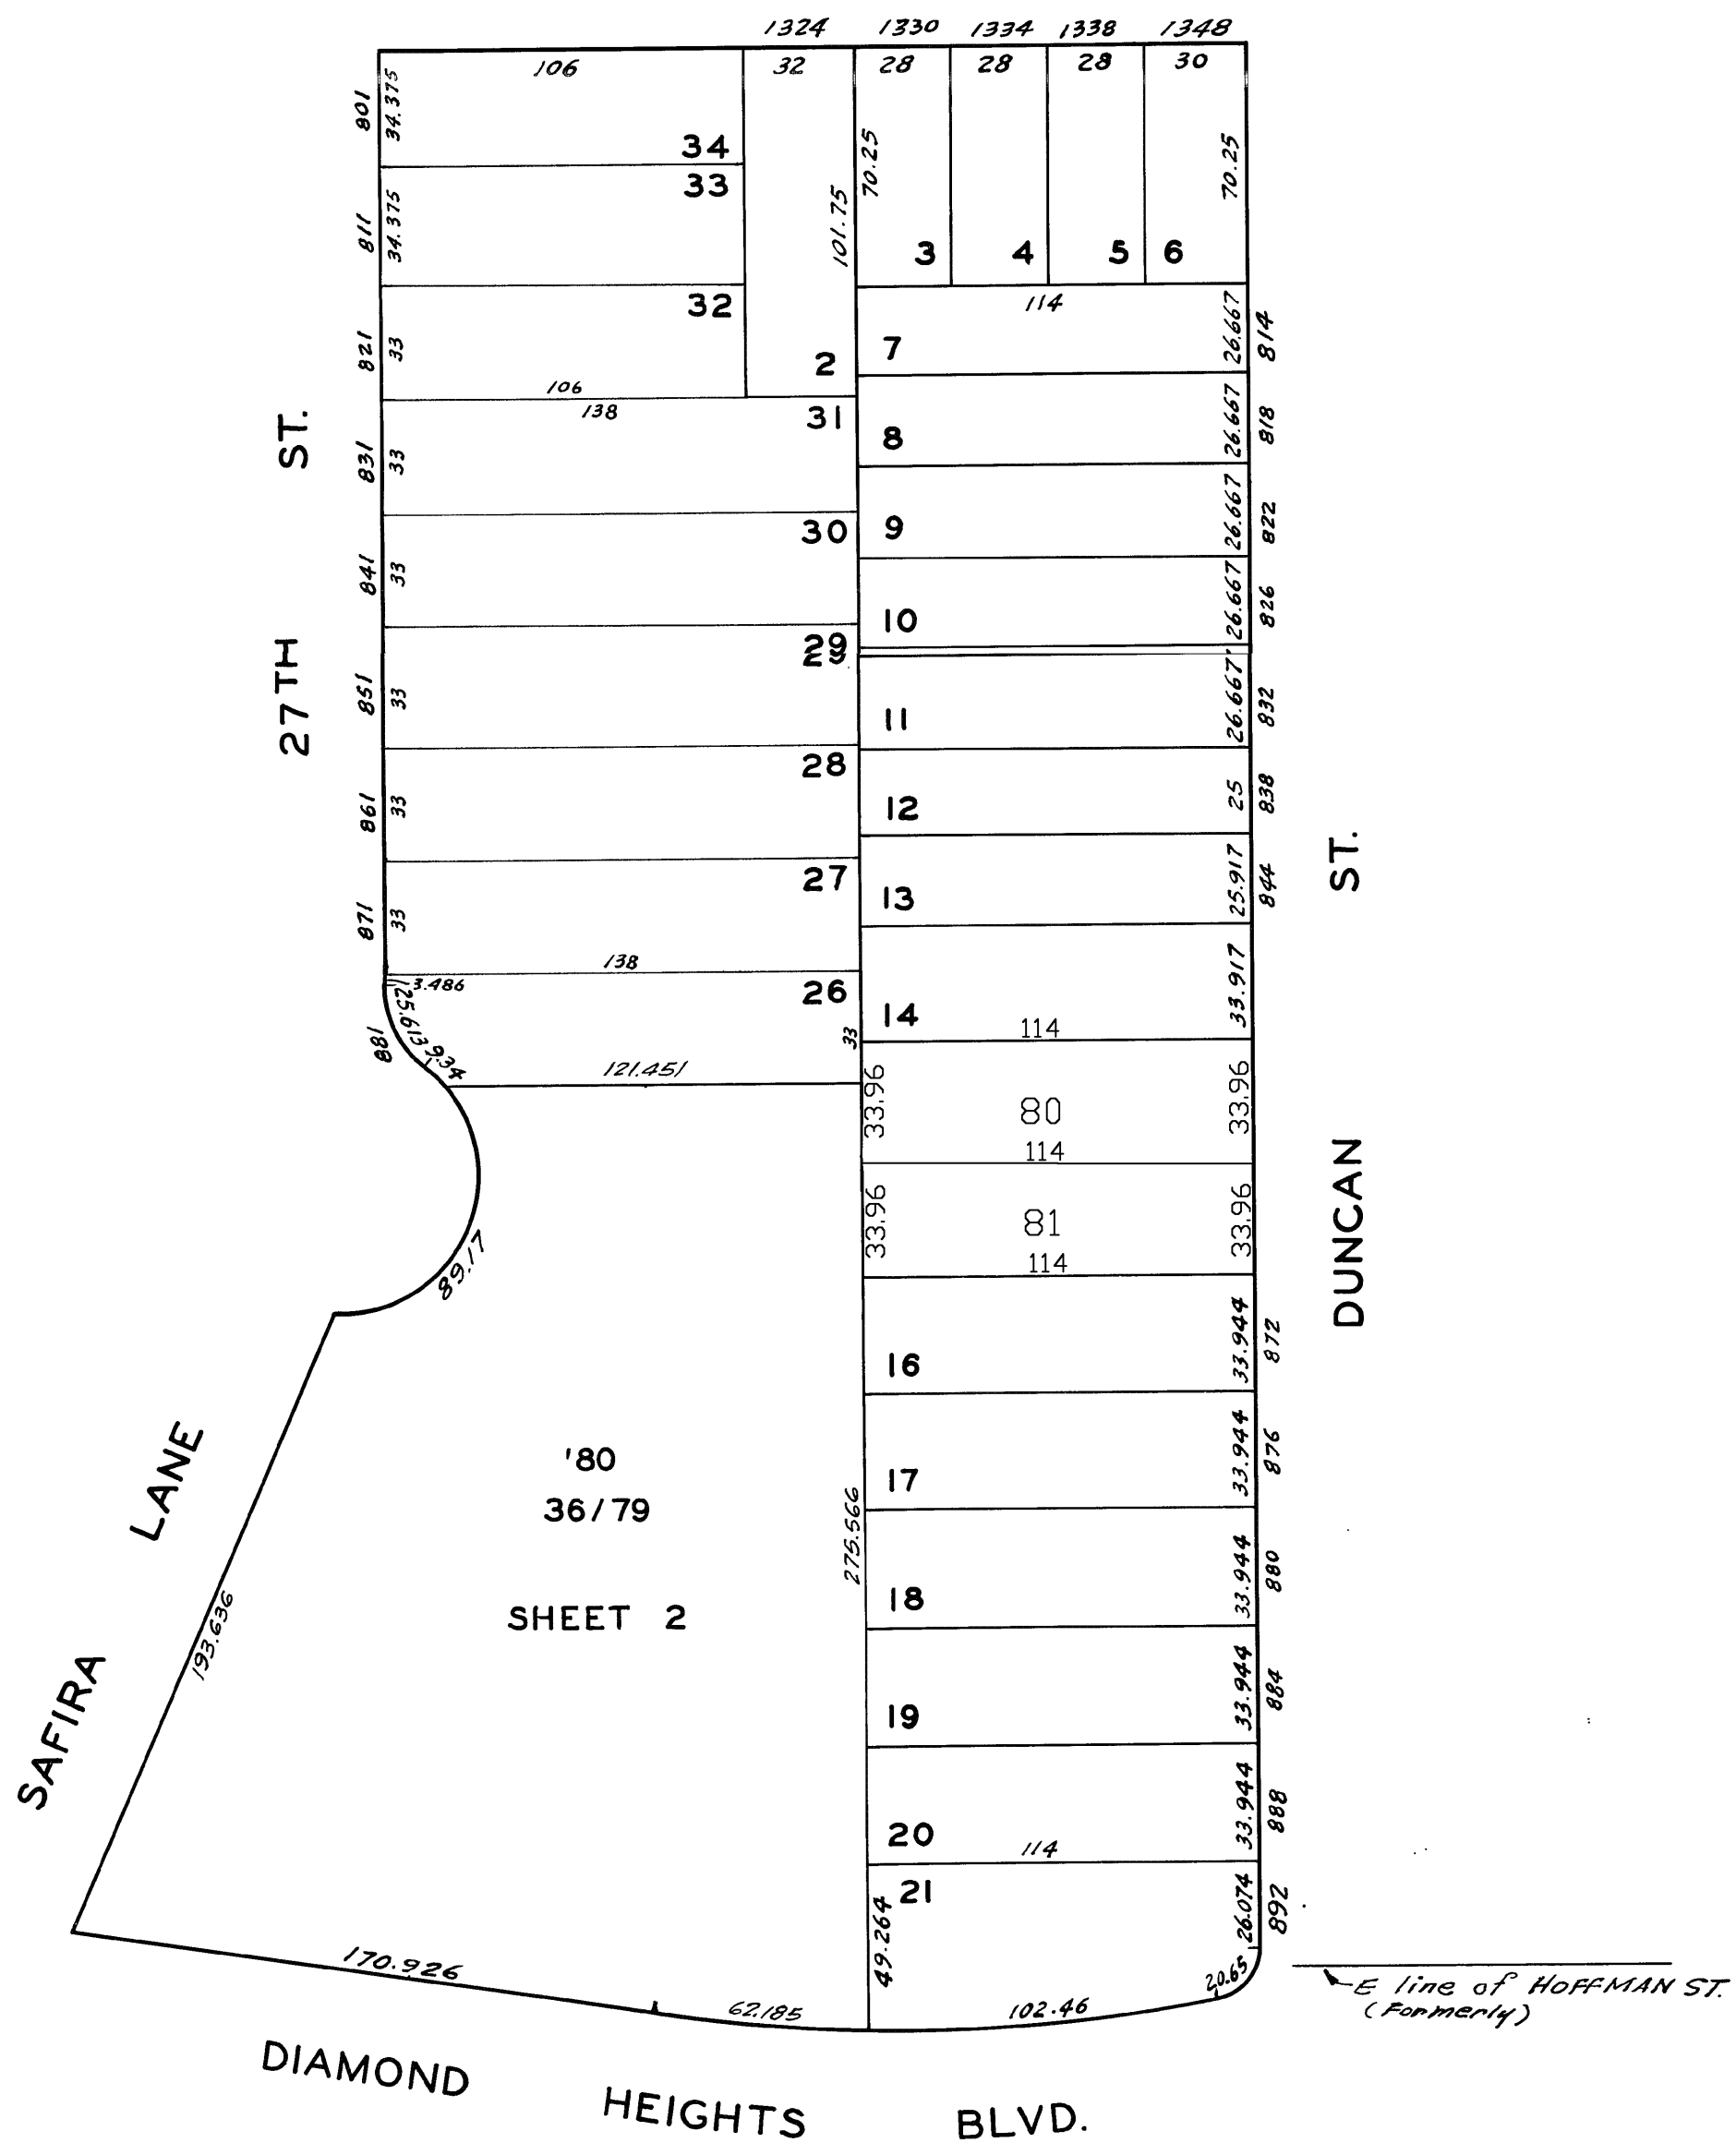 1324 1330 1334 1338 1348
106 32 28 28 28 30
801 34.375 34
70.25 70.25
811 34.375 33
101.75
3 4 5 6
32
114
821 33 2
7 26.667 814
106
138 31
8 26.667 818
831 33
30
9 26.667 822
841 33
10 26.667 826
29
29
851 33
11 26.667' 832
28
861 33
12 25 838
27
871 33
13 25.917 844
138
3.486 26
14 33.917
114
25.613
881
9.34
33
121.451
33.96 80 33.96
114
33.96 81 33.96
114
89.17
16 33.944 872
17 33.944 876
'80
36/79
275.566
18 33.944 880
SHEET 2
193.636
19 33.944 884
20 33.944 888
114
21
49.264 26.074 892
20.65
170.926
62.185
102.46
E line of HOFFMAN ST.
(Formerly)
27TH ST.
DUNCAN ST.
SAFIRA LANE
DIAMOND HEIGHTS BLVD.